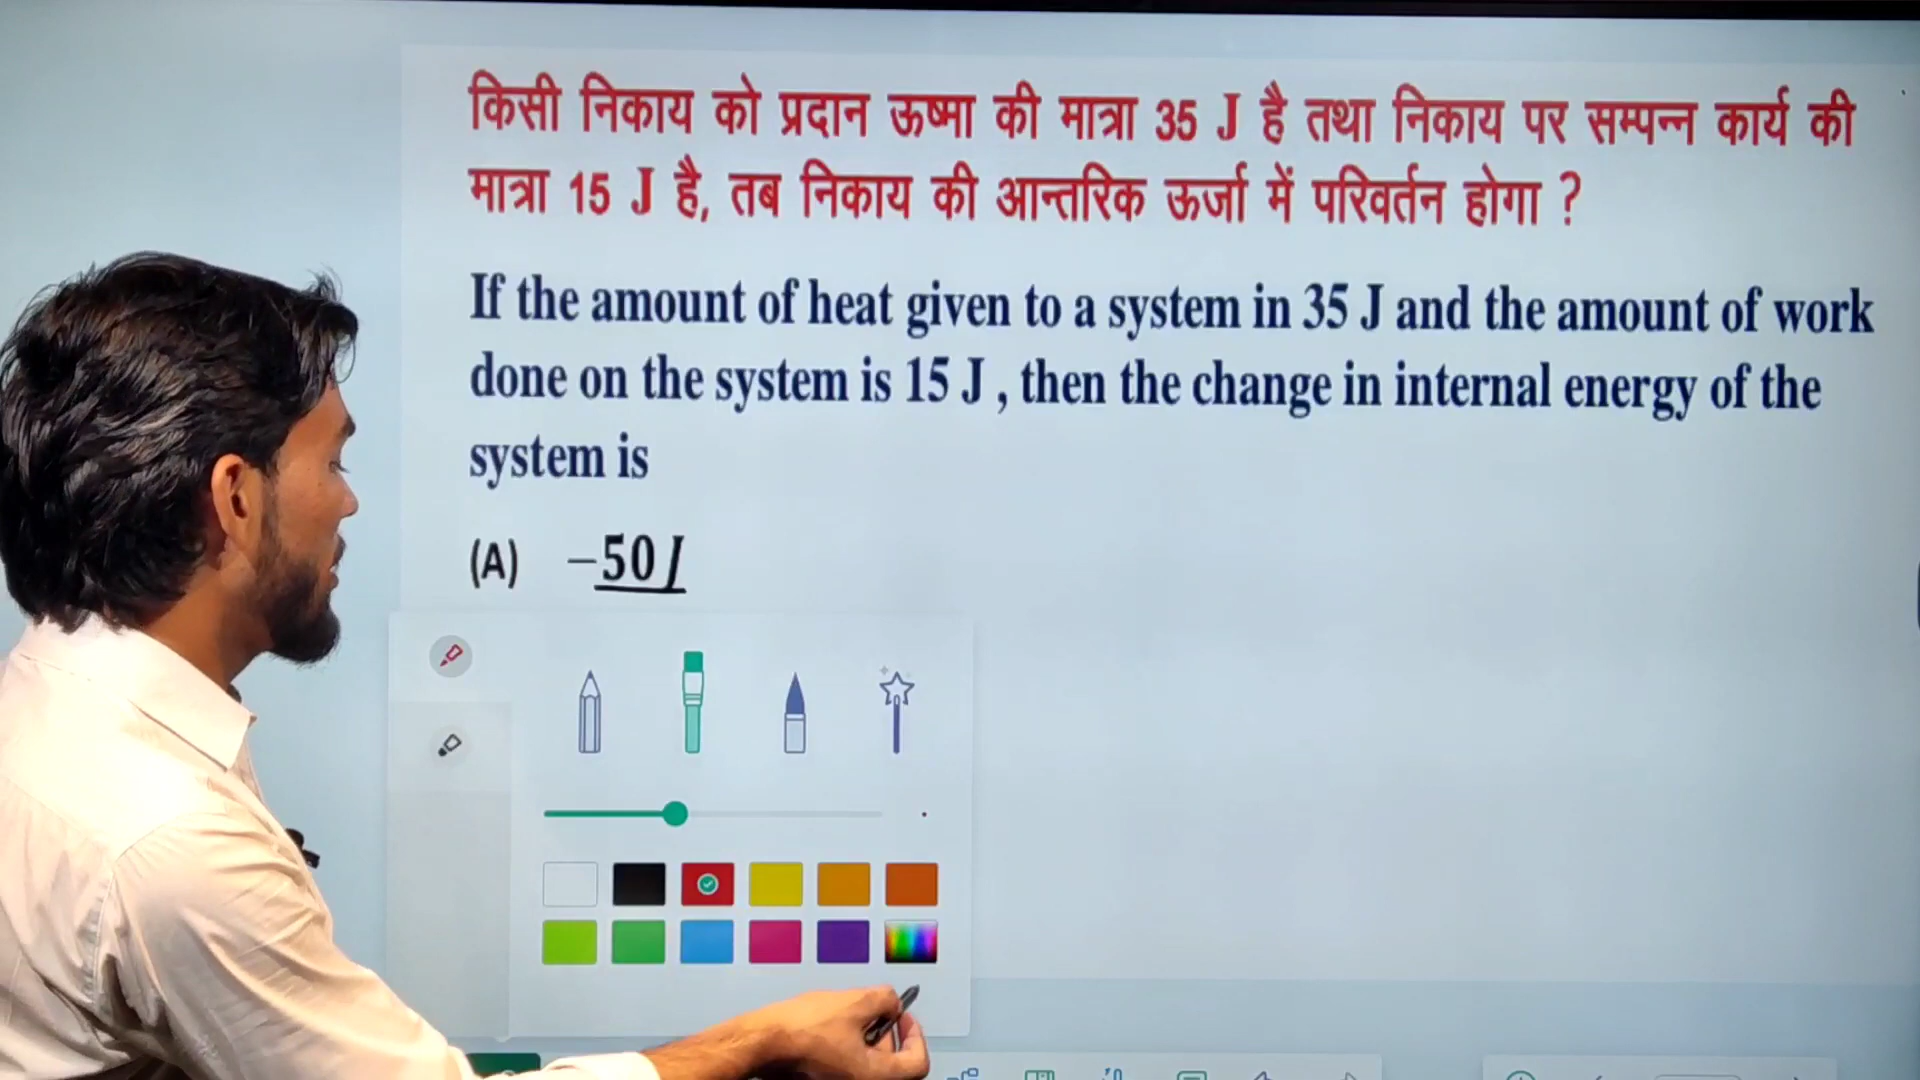 किसी निकाय को प्रदान ऊष्मा की मात्रा 35 J है तथा निकाय पर सम्पन्न कार्य की
मात्रा 15 J है, तब निकाय की आन्तरिक ऊर्जा में परिवर्तन होगा ?
If the amount of heat given to a system in 35 J and the amount of work
done on the system is 15 J , then the change in internal energy of the
system is
(A) −50 J